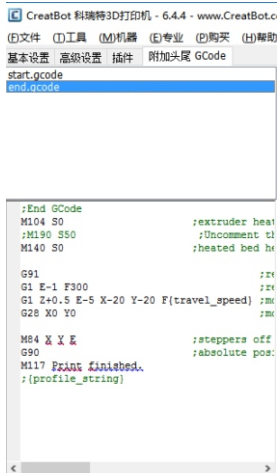 CreatBot 科瑞特3D打印机 - 6.4.4 - www.CreatBot.co
(F)文件 (T)工具 (M)机器 (E)专业 (P)购买 (H)帮助
基本设置 高级设置 插件 附加头尾 GCode
start.gcode
end.gcode
;End GCode
M104 S0 ;extruder heat
;M190 S50 ;Uncomment th
M140 S0 ;heated bed he
G91 ;re
G1 E-1 F300 ;re
G1 Z+0.5 E-5 X-20 Y-20 F{travel_speed} ;mo
G28 X0 Y0 ;mo
M84 X Y E ;steppers off
G90 ;absolute posi
M117 Print finished.
;{profile_string}